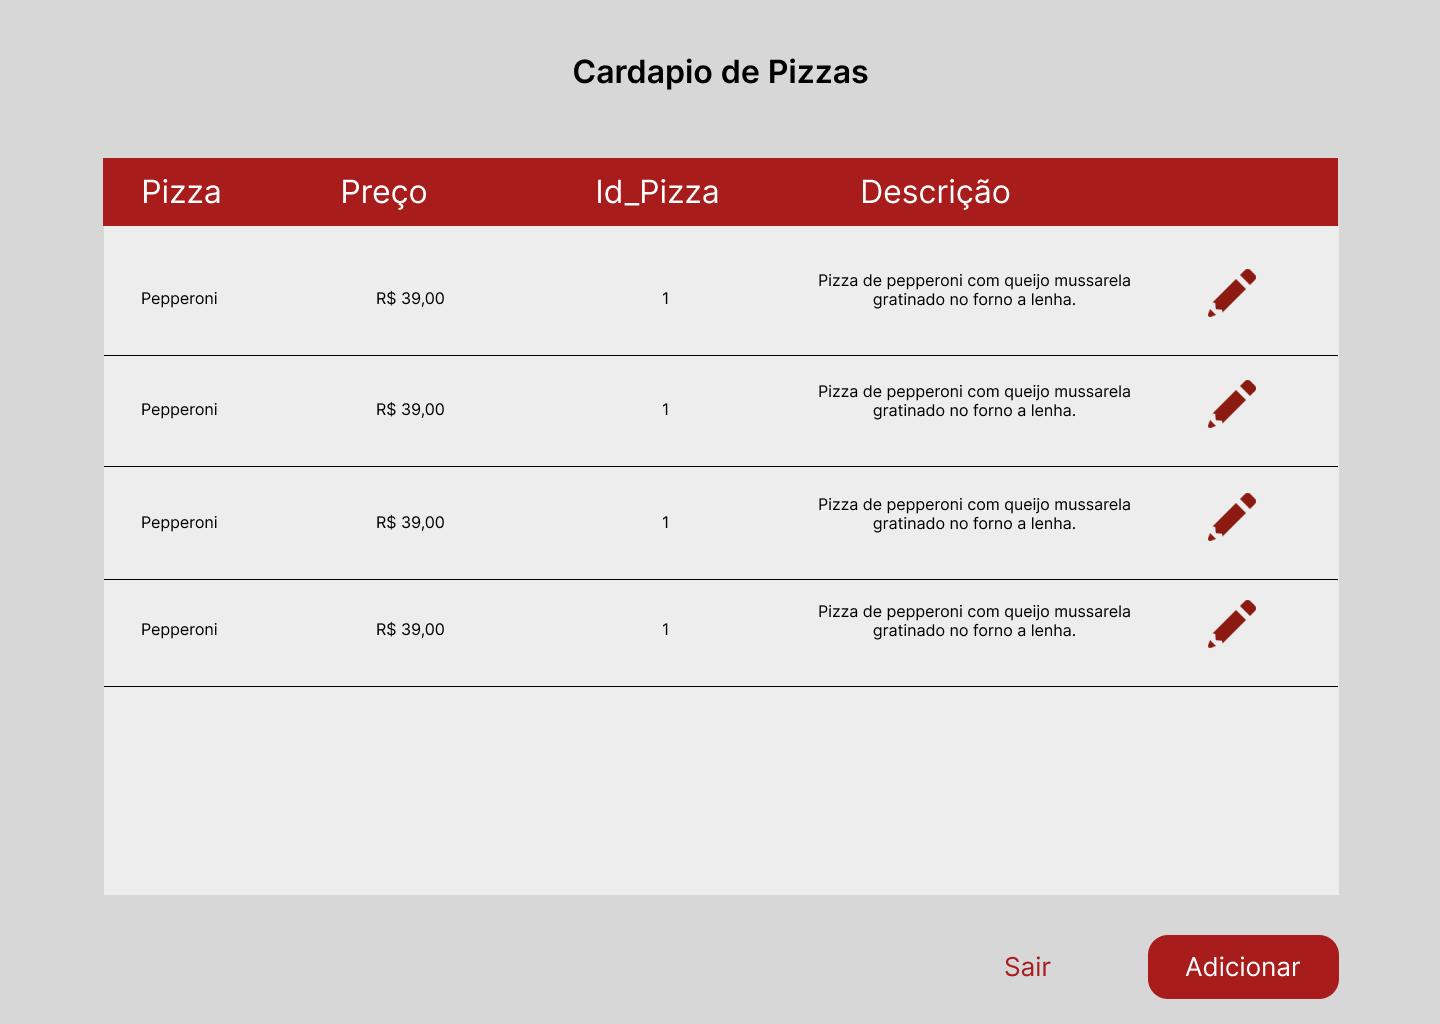 Cardapio de Pizzas
Pizza Preço Id_Pizza Descrição
Pizza de pepperoni com queijo mussarela
Pepperoni R$ 39,00 1 gratinado no forno a lenha.
Pizza de pepperoni com queijo mussarela
Pepperoni R$ 39,00 1 gratinado no forno a lenha.
Pizza de pepperoni com queijo mussarela
Pepperoni R$ 39,00 1 gratinado no forno a lenha.
Pizza de pepperoni com queijo mussarela
Pepperoni R$ 39,00 1 gratinado no forno a lenha.
Sair Adicionar